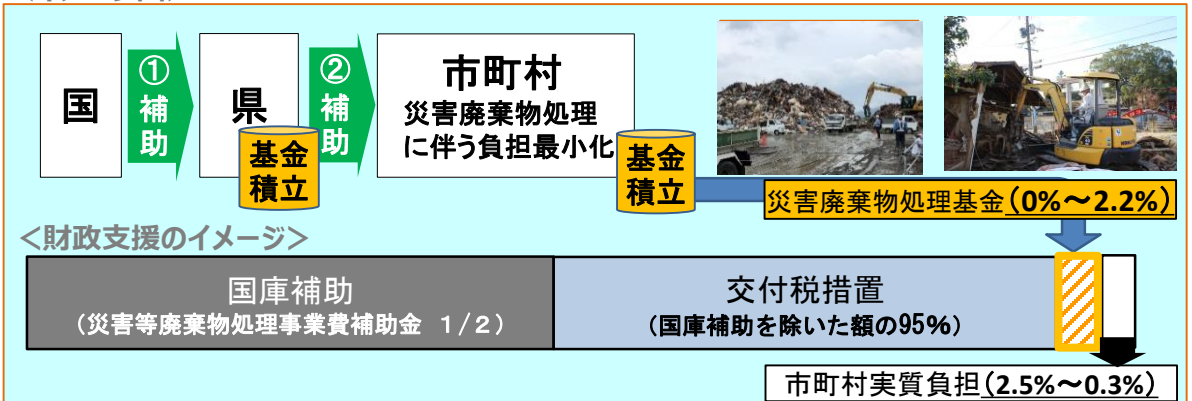 国
①補助
県
基金
積立
②補助
市町村
災害廃棄物処理
に伴う負担最小化
基金
積立
災害廃棄物処理基金(0%～2.2%)
＜財政支援のイメージ＞
国庫補助
（災害等廃棄物処理事業費補助金 １/２）
交付税措置
（国庫補助を除いた額の95%）
市町村実質負担(2.5%～0.3%)